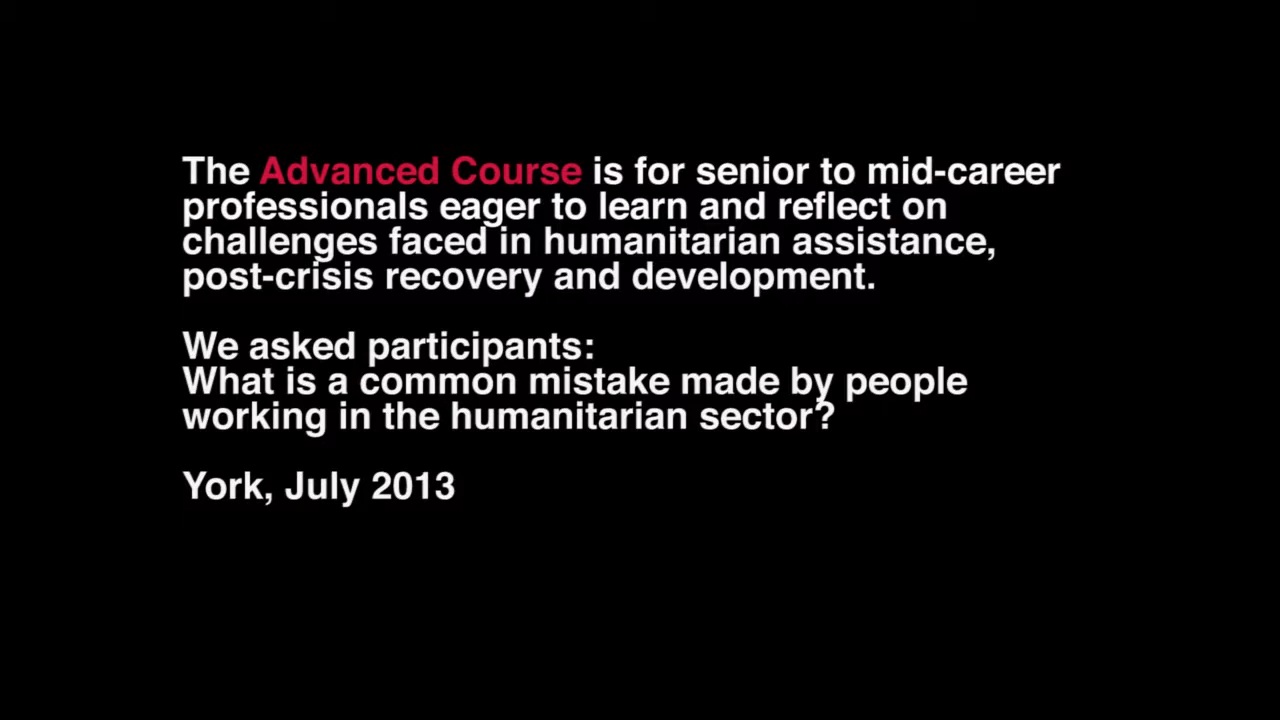 The Advanced Course is for senior to mid-career
professionals eager to learn and reflect on
challenges faced in humanitarian assistance,
post-crisis recovery and development.
We asked participants:
What is a common mistake made by people
working in the humanitarian sector?
York, July 2013